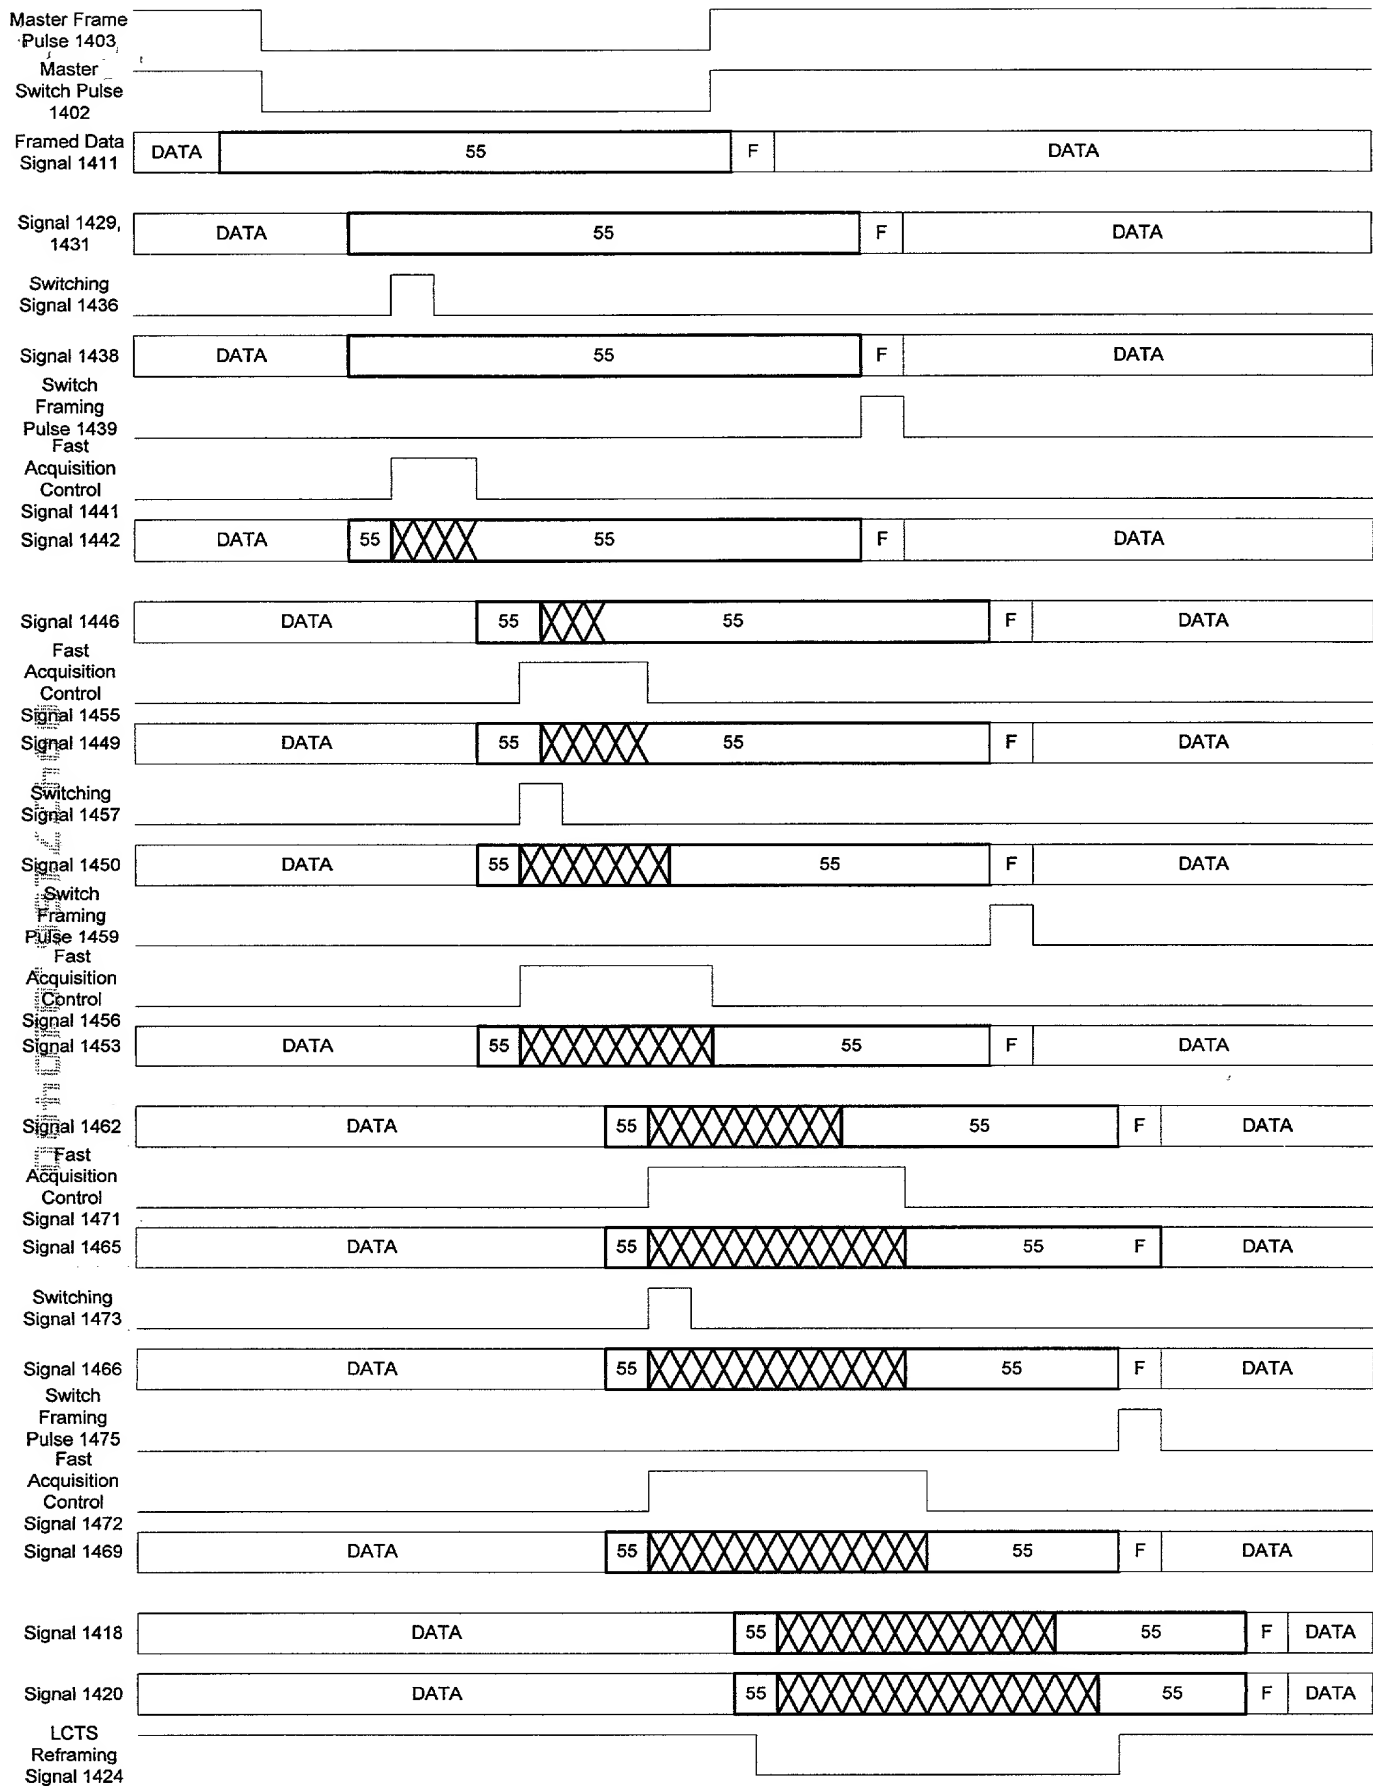 Master Frame
Pulse 1403
Master
Switch Pulse
1402
Framed Data
Signal 1411
DATA 55 F DATA
Signal 1429,
1431
DATA 55 F DATA
Switching
Signal 1436
Signal 1438
DATA 55 F DATA
Switch
Framing
Pulse 1439
Fast
Acquisition
Control
Signal 1441
Signal 1442
DATA 55 55 F DATA
Signal 1446
DATA 55 55 F DATA
Fast
Acquisition
Control
Signal 1455
Signal 1449
DATA 55 55 F DATA
Switching
Signal 1457
Signal 1450
DATA 55 55 F DATA
Switch
Framing
Pulse 1459
Fast
Acquisition
Control
Signal 1456
Signal 1453
DATA 55 55 F DATA
Signal 1462
DATA 55 55 F DATA
Fast
Acquisition
Control
Signal 1471
Signal 1465
DATA 55 55 F DATA
Switching
Signal 1473
Signal 1466
DATA 55 55 F DATA
Switch
Framing
Pulse 1475
Fast
Acquisition
Control
Signal 1472
Signal 1469
DATA 55 55 F DATA
Signal 1418
DATA 55 55 F DATA
Signal 1420
DATA 55 55 F DATA
LCTS
Reframing
Signal 1424